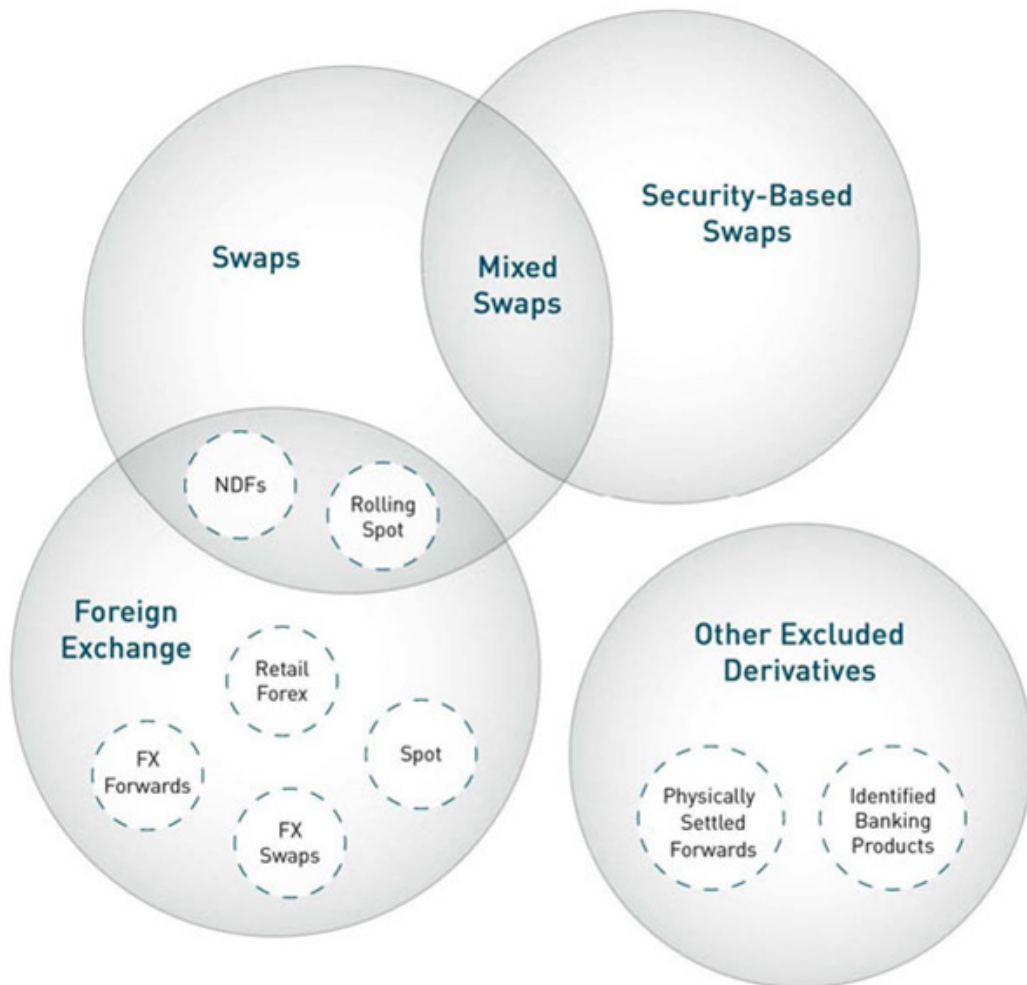 Security-Based
Swaps
Swaps
Mixed
Swaps
NDFs
Rolling
Spot
Foreign
Exchange
Retail
Forex
FX
Forwards
Spot
FX
Swaps
Other Excluded
Derivatives
Physically
Settled
Forwards
Identified
Banking
Products